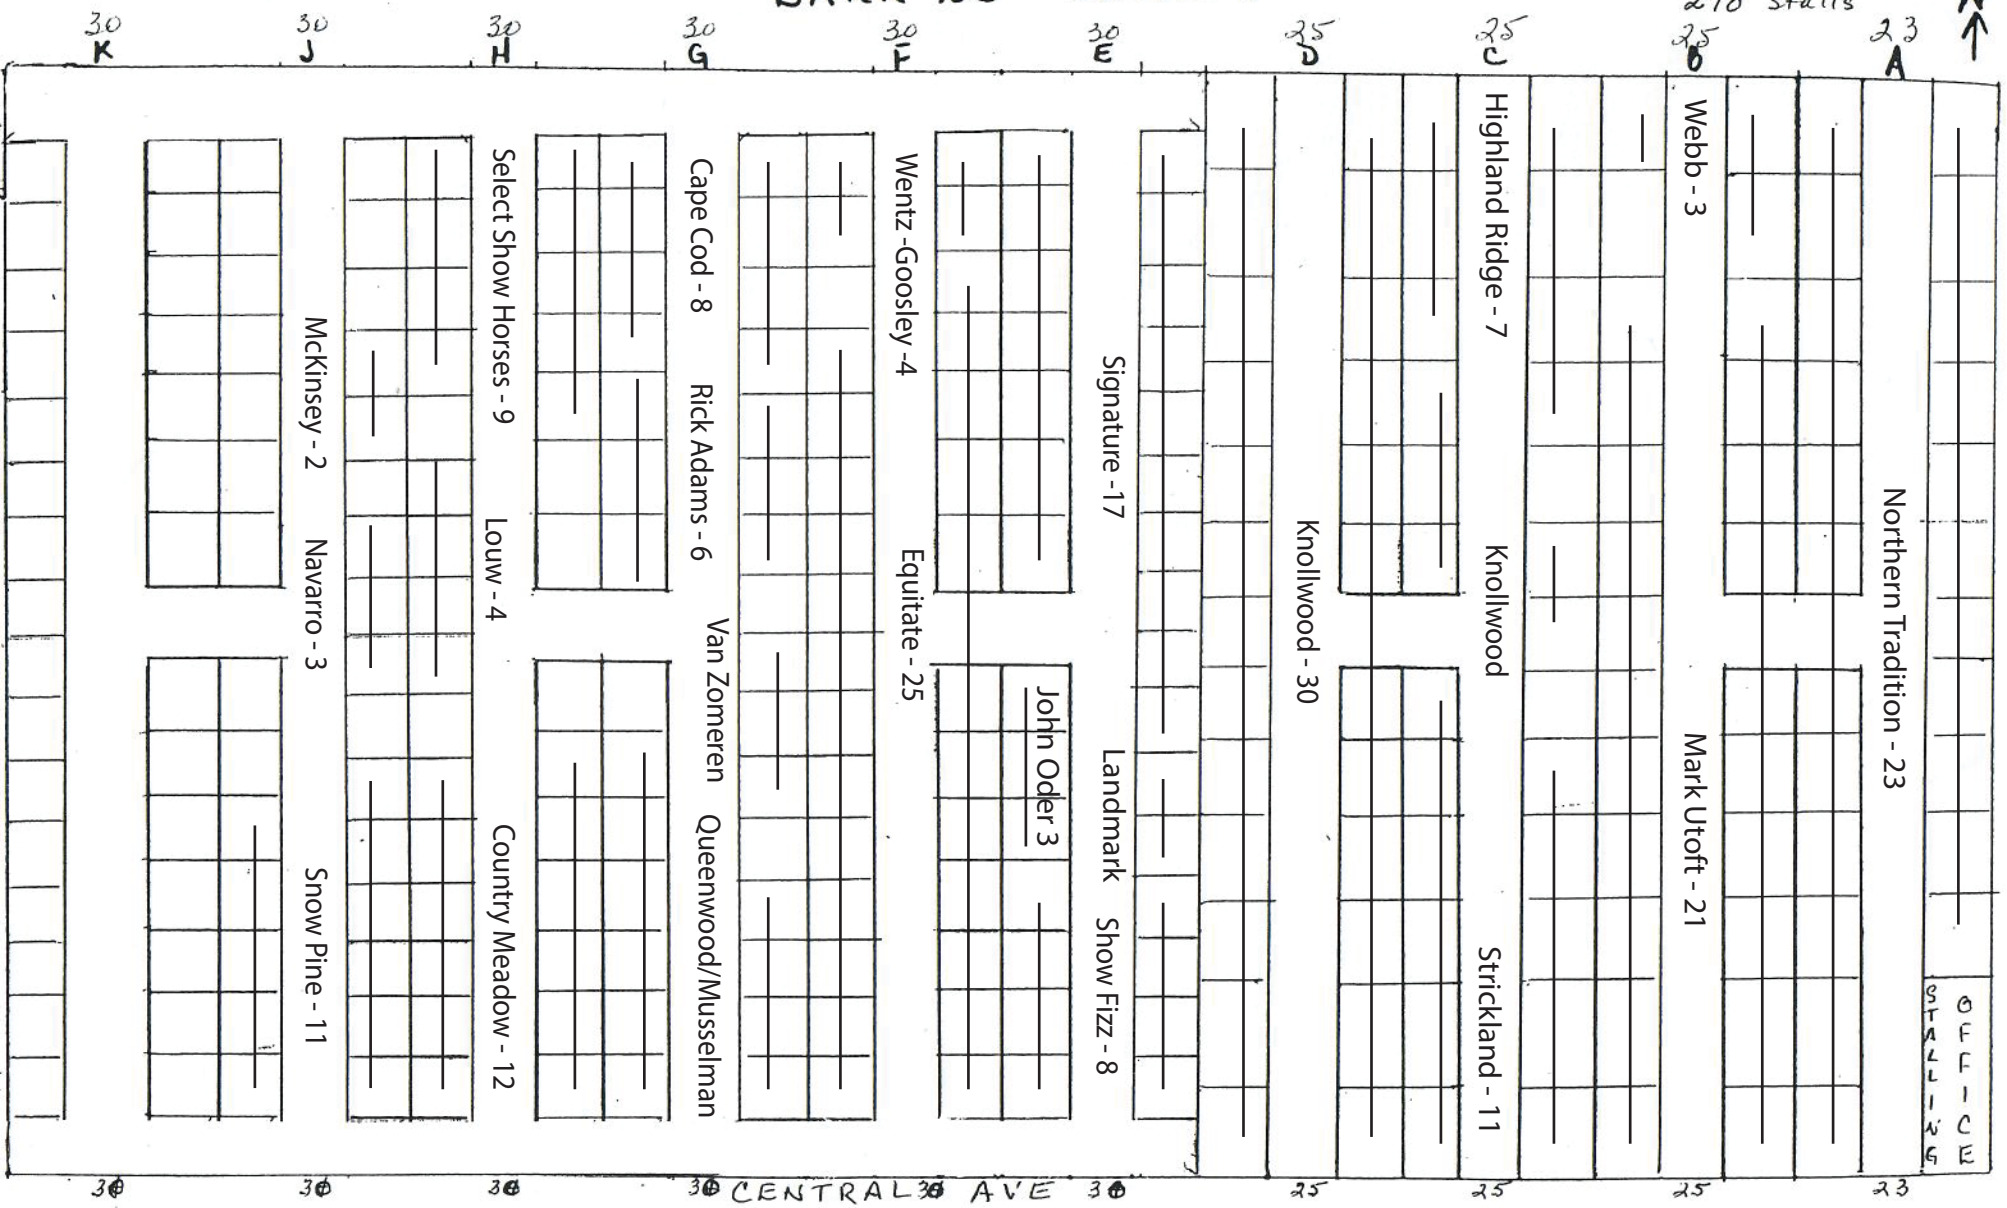 270 Stalls
N
30 30 30 30 30 30 25 25 25 23
K J H G F E D C B A
Select Show Horses - 9
Cape Cod - 8
Wentz -Goosley -4
Highland Ridge - 7
Webb - 3
McKinsey - 2
Rick Adams - 6
Signature -17
Navarro - 3
Louw - 4
Van Zomeren
Equitate - 25
Knollwood - 30
Knollwood
Northern Tradition - 23
John Oder 3
Landmark
Mark Utoft - 21
Snow Pine - 11
Country Meadow - 12
Queenwood/Musselman
Show Fizz - 8
Strickland - 11
OFFICE
STALLING
30 30 30 30 30 30 25 25 25 23
CENTRAL AVE